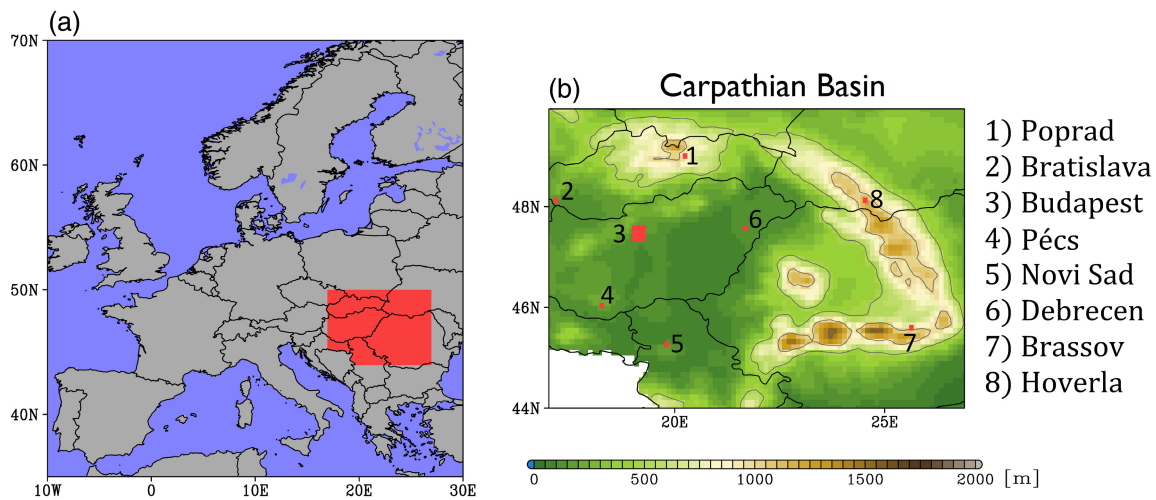 (a)
70N
60N
50N
40N
10W 0 10E 20E 30E
(b) Carpathian Basin
48N
46N
44N
20E 25E
1
2
3
4
5
6
7
8
1) Poprad
2) Bratislava
3) Budapest
4) Pécs
5) Novi Sad
6) Debrecen
7) Brassov
8) Hoverla
0 500 1000 1500 2000 [m]